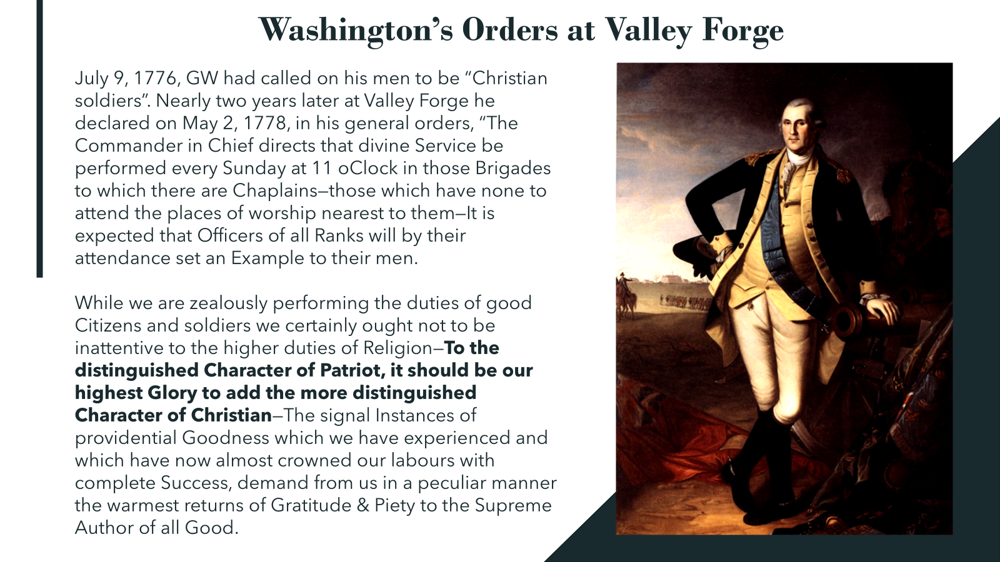 Washington’s Orders at Valley Forge
July 9, 1776, GW had called on his men to be “Christian
soldiers”. Nearly two years later at Valley Forge he
declared on May 2, 1778, in his general orders, “The
Commander in Chief directs that divine Service be
performed every Sunday at 11 oClock in those Brigades
to which there are Chaplains—those which have none to
attend the places of worship nearest to them—It is
expected that Officers of all Ranks will by their
attendance set an Example to their men.
While we are zealously performing the duties of good
Citizens and soldiers we certainly ought not to be
inattentive to the higher duties of Religion—To the
distinguished Character of Patriot, it should be our
highest Glory to add the more distinguished
Character of Christian—The signal Instances of
providential Goodness which we have experienced and
which have now almost crowned our labours with
complete Success, demand from us in a peculiar manner
the warmest returns of Gratitude & Piety to the Supreme
Author of all Good.